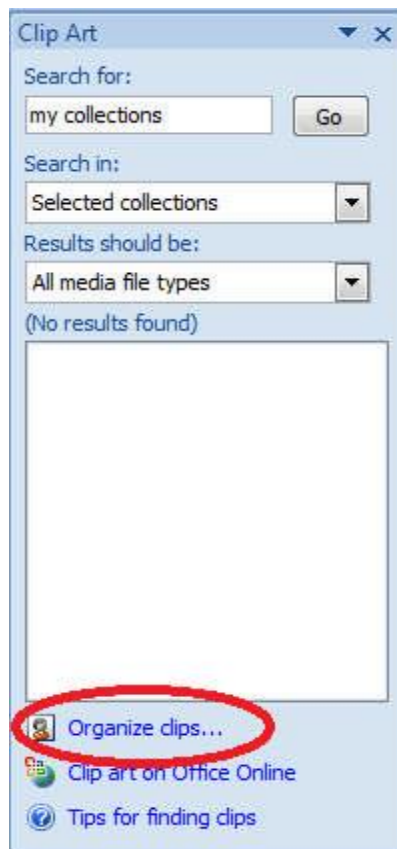 Clip Art
Search for:
my collections
Go
Search in:
Selected collections
Results should be:
All media file types
(No results found)
Organize clips...
Clip art on Office Online
Tips for finding clips